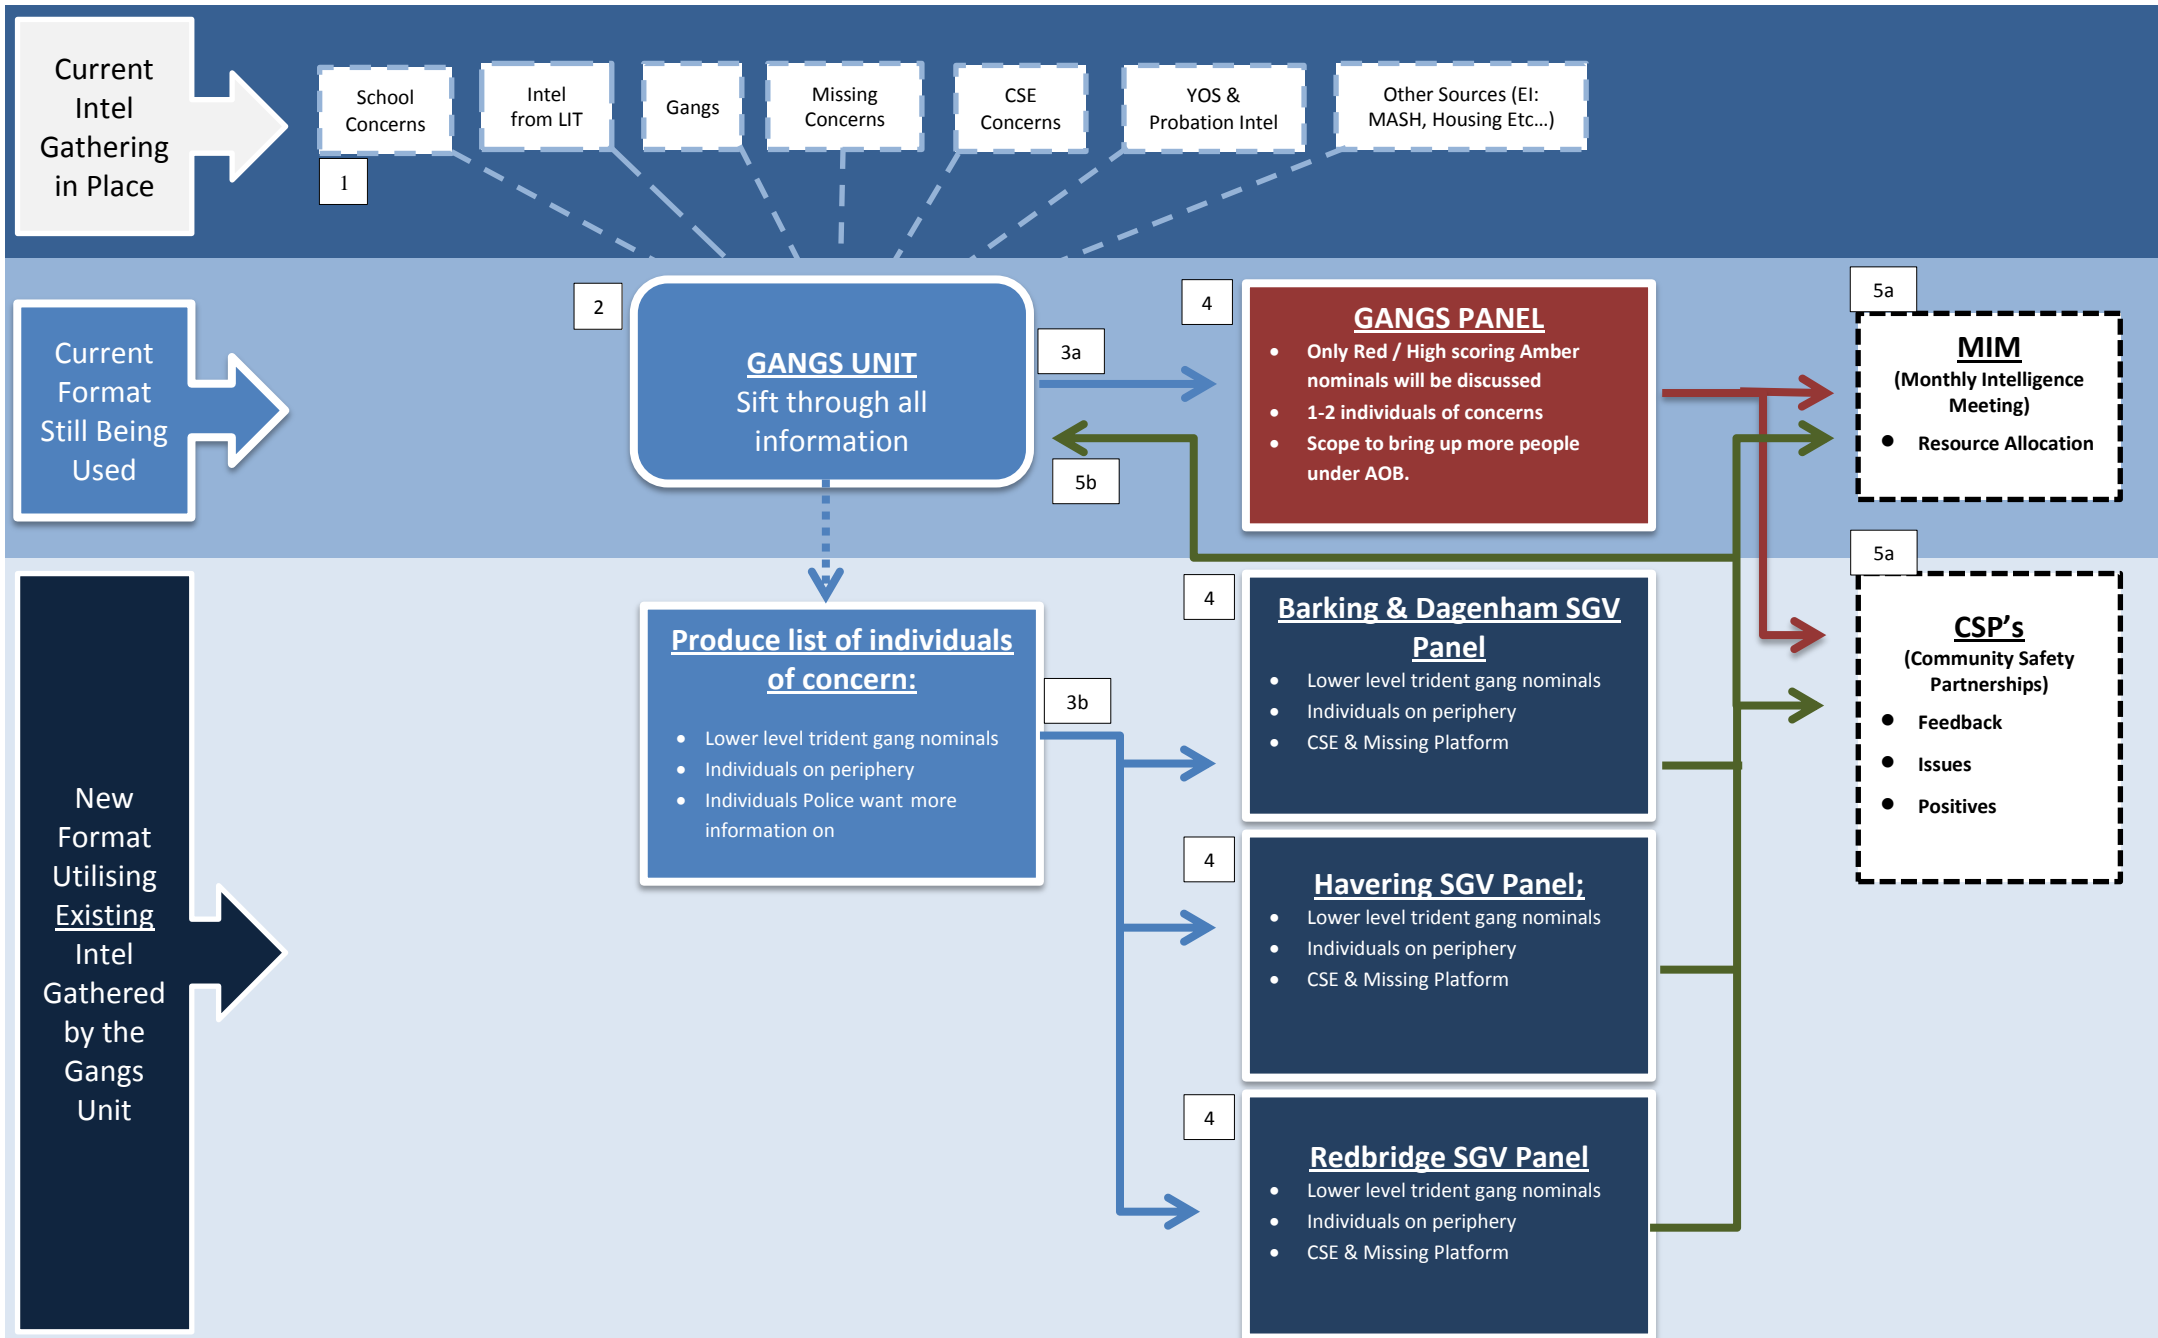 Current
Intel
Gathering
in Place
School
Concerns
Intel
from LIT
Gangs
Missing
Concerns
CSE
Concerns
YOS &
Probation Intel
Other Sources (EI:
MASH, Housing Etc...)
1
Current
Format
Still Being
Used
2
GANGS UNIT
Sift through all
information
3a
5b
4
GANGS PANEL
• Only Red / High scoring Amber
nominals will be discussed
• 1-2 individuals of concerns
• Scope to bring up more people
under AOB.
5a
MIM
(Monthly Intelligence
Meeting)
• Resource Allocation
New
Format
Utilising
Existing
Intel
Gathered
by the
Gangs
Unit
Produce list of individuals
of concern:
• Lower level trident gang nominals
• Individuals on periphery
• Individuals Police want more
information on
3b
4
Barking & Dagenham SGV
Panel
• Lower level trident gang nominals
• Individuals on periphery
• CSE & Missing Platform
4
Havering SGV Panel;
• Lower level trident gang nominals
• Individuals on periphery
• CSE & Missing Platform
4
Redbridge SGV Panel
• Lower level trident gang nominals
• Individuals on periphery
• CSE & Missing Platform
5a
CSP's
(Community Safety
Partnerships)
• Feedback
• Issues
• Positives